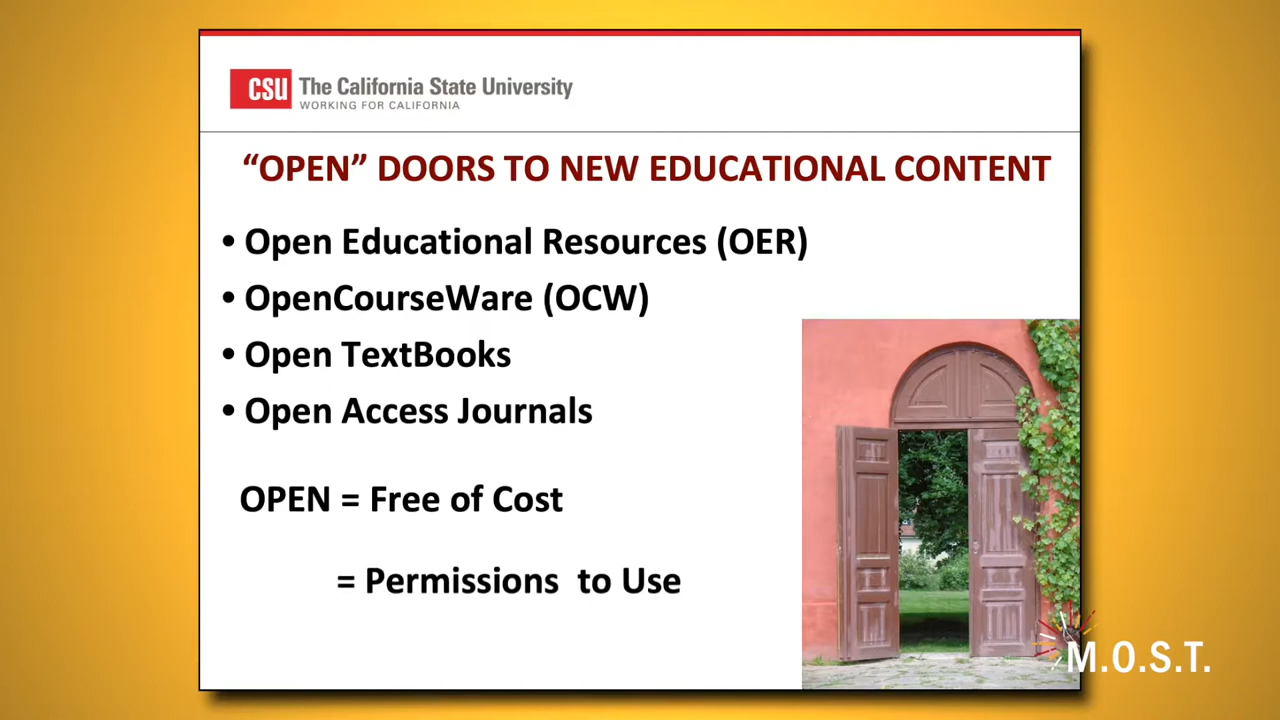 CSU The California State University
WORKING FOR CALIFORNIA
“OPEN” DOORS TO NEW EDUCATIONAL CONTENT
• Open Educational Resources (OER)
• OpenCourseWare (OCW)
• Open TextBooks
• Open Access Journals
OPEN = Free of Cost
= Permissions to Use
M.O.S.T.